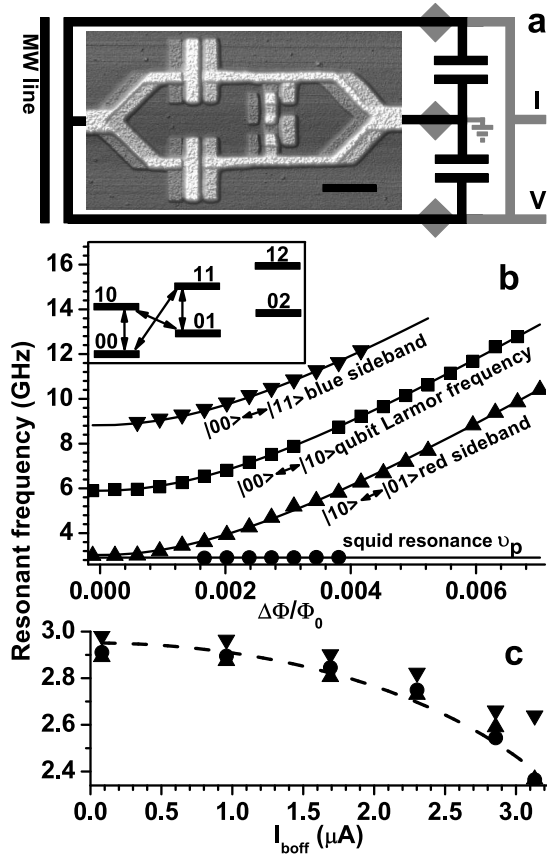 a
MW line
I
V
b
Resonant frequency (GHz)
16
14
12
10
8
6
4
10
11
12
00
01
02
|00>↔|11> blue sideband
|00>↔|10> qubit Larmor frequency
|10>↔|01> red sideband
squid resonance υp
0.000 0.002 0.004 0.006
ΔΦ/Φ0
c
3.0
2.8
2.6
2.4
0.0 0.5 1.0 1.5 2.0 2.5 3.0
Iboff (μA)